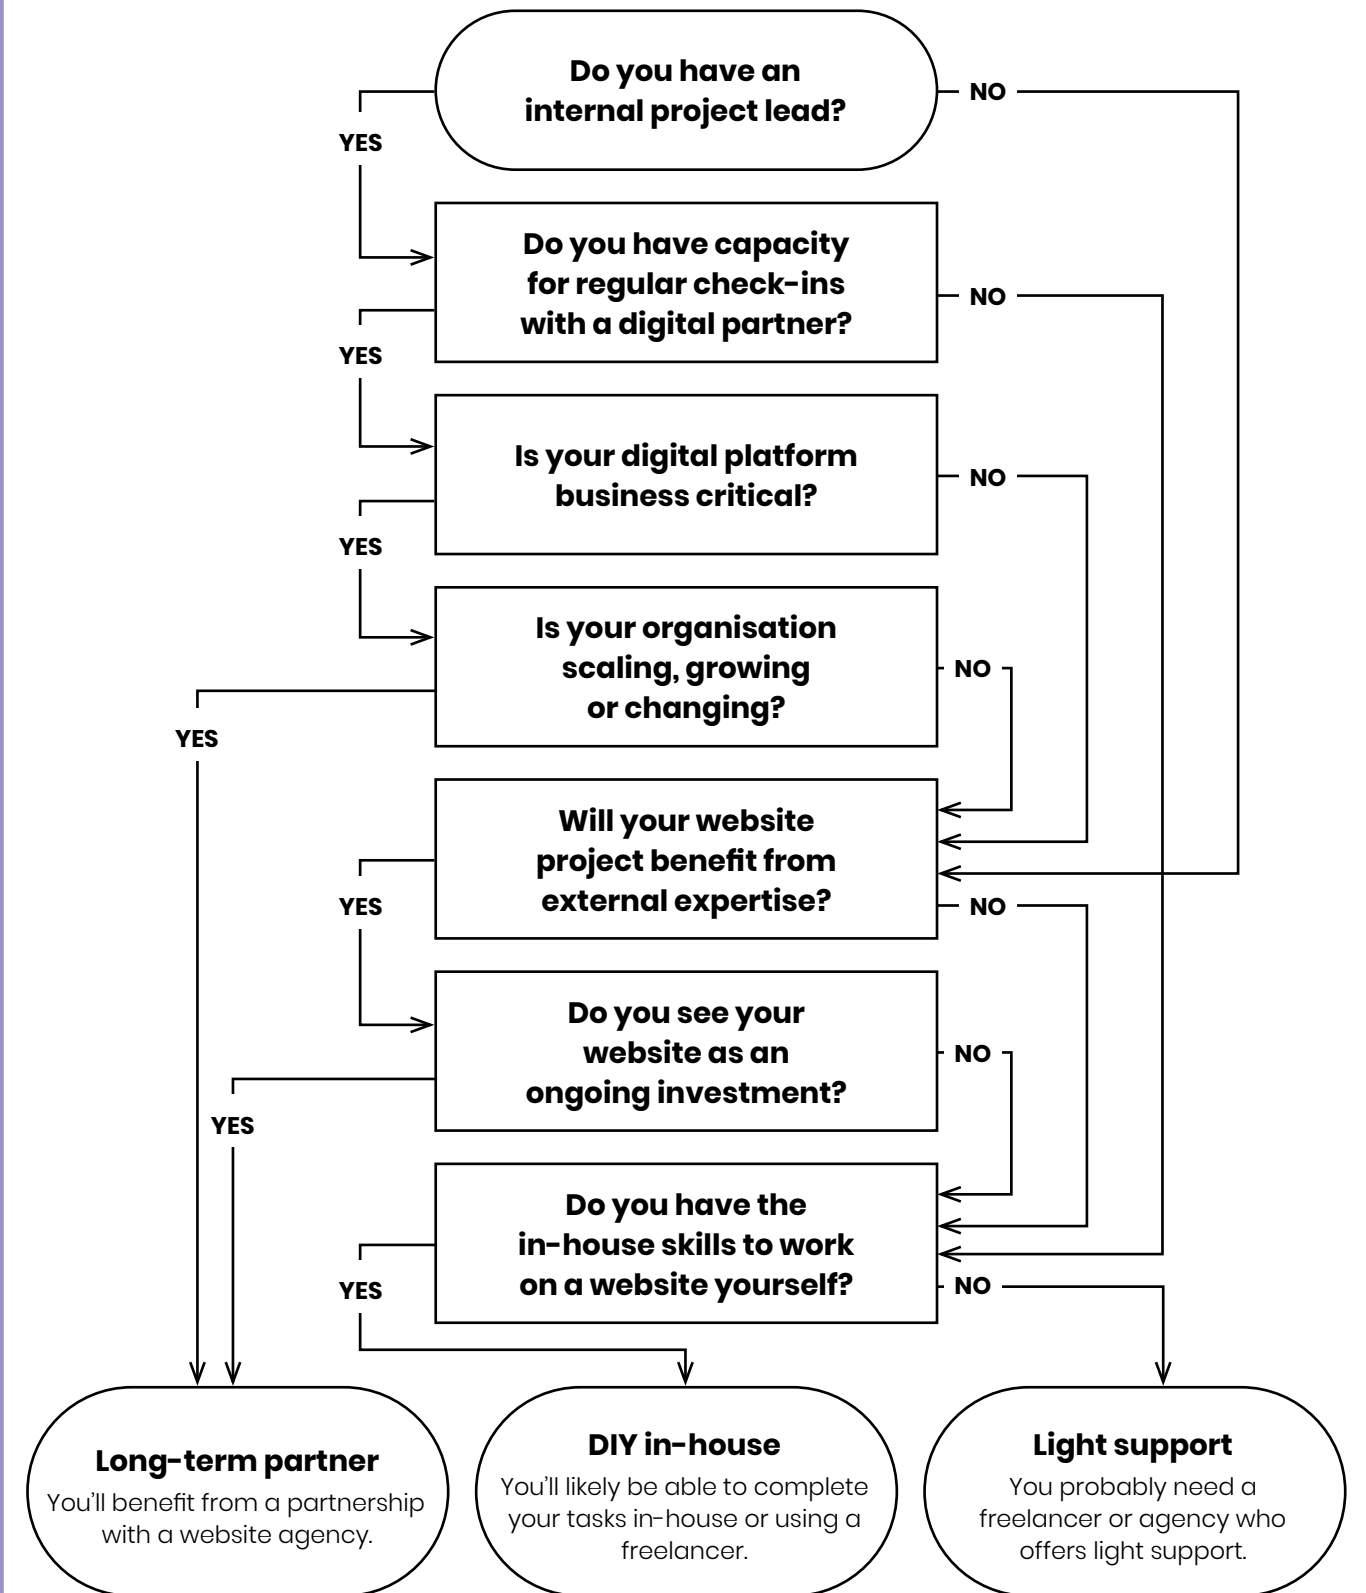 Do you have an
internal project lead?
NO
YES
Do you have capacity
for regular check-ins
with a digital partner?
NO
YES
Is your digital platform
business critical?
NO
YES
Is your organisation
scaling, growing
or changing?
NO
YES
Will your website
project benefit from
external expertise?
NO
YES
Do you see your
website as an
ongoing investment?
NO
YES
Do you have the
in-house skills to work
on a website yourself?
NO
YES
Long-term partner
You'll benefit from a partnership
with a website agency.
DIY in-house
You'll likely be able to complete
your tasks in-house or using a
freelancer.
Light support
You probably need a
freelancer or agency who
offers light support.